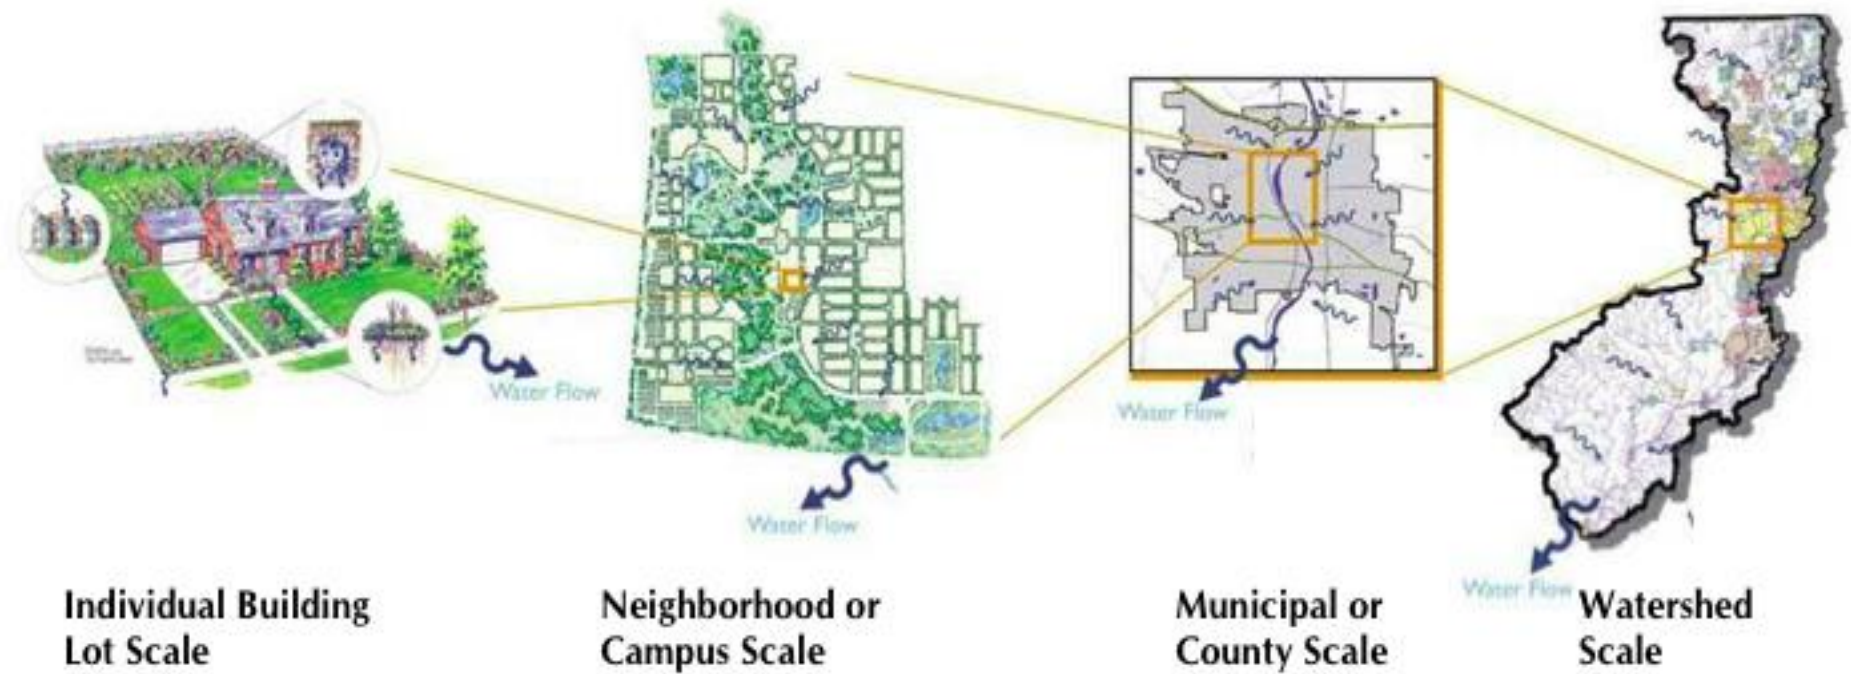 Water Flow
Water Flow
Water Flow
Water Flow
Individual Building
Lot Scale
Neighborhood or
Campus Scale
Municipal or
County Scale
Watershed
Scale